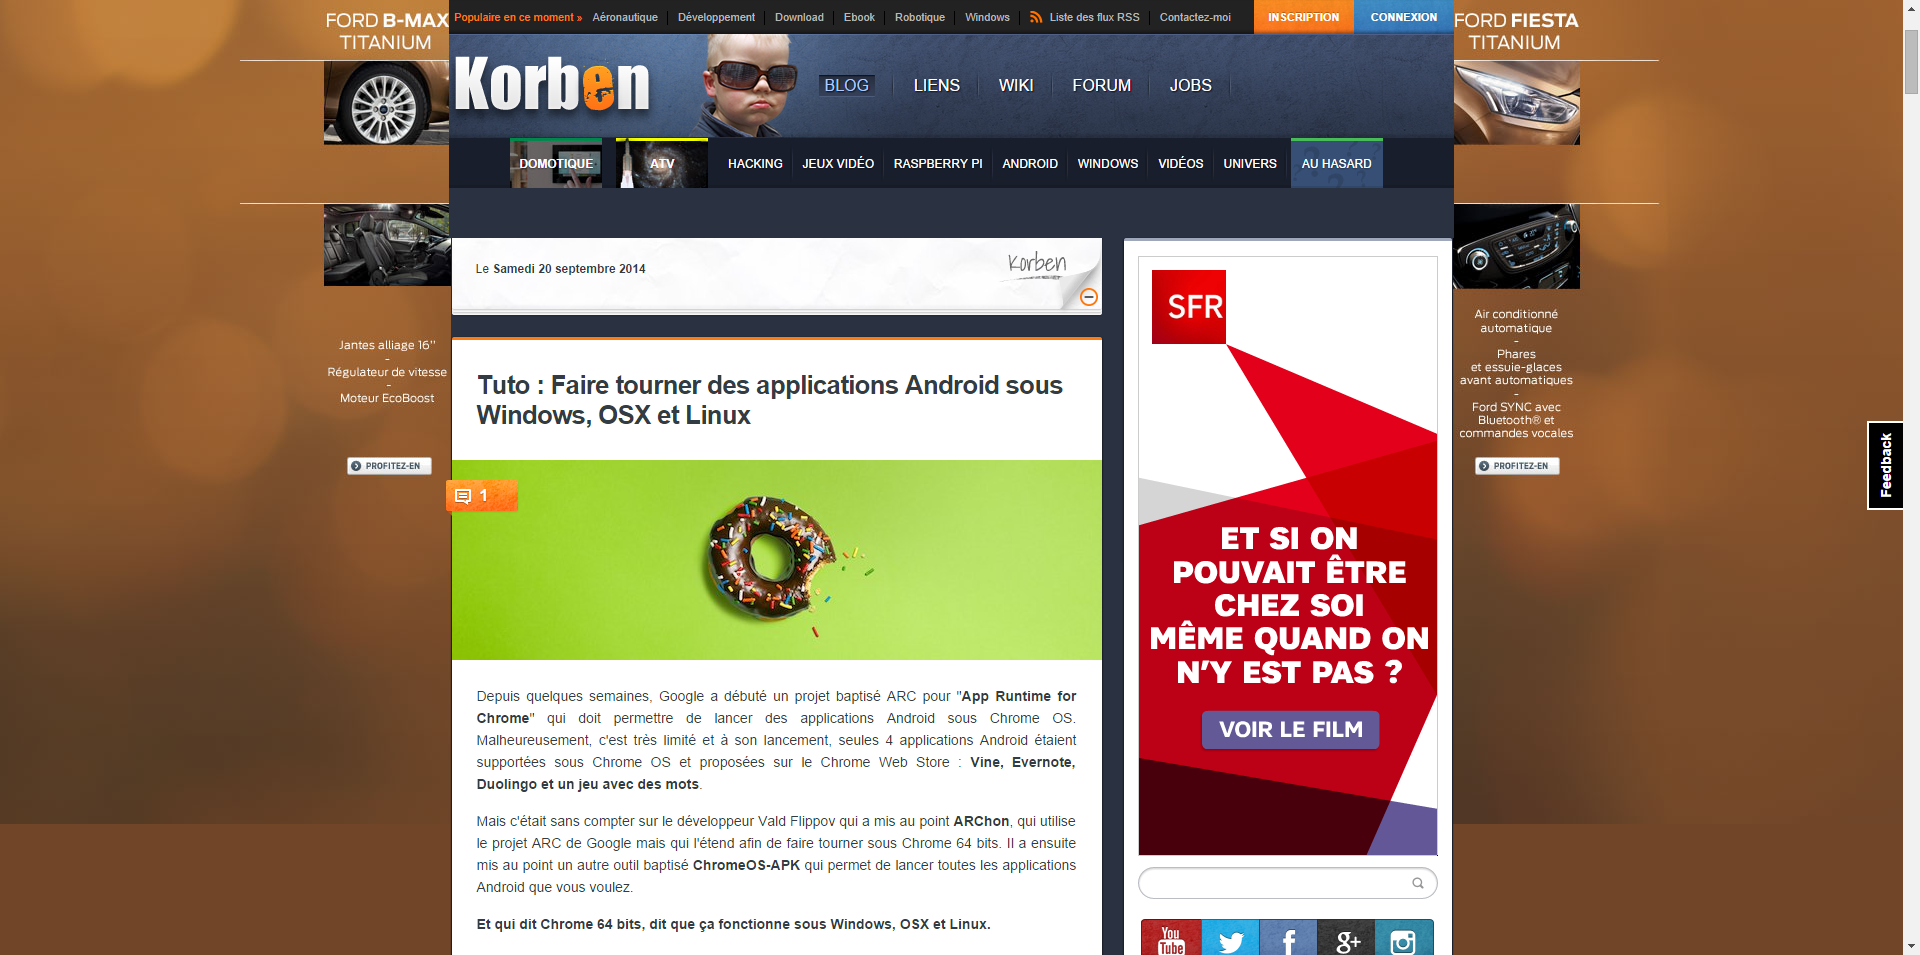 FORD B-MAX
TITANIUM
Jantes alliage 16"
-
Régulateur de vitesse
-
Moteur EcoBoost
PROFITEZ-EN
Populaire en ce moment » Aéronautique Développement Download Ebook Robotique Windows Liste des flux RSS Contactez-moi INSCRIPTION CONNEXION
Korben BLOG LIENS WIKI FORUM JOBS
DOMOTIQUE ATV HACKING JEUX VIDÉO RASPBERRY PI ANDROID WINDOWS VIDÉOS UNIVERS AU HASARD
Le Samedi 20 septembre 2014
Korben
Tuto : Faire tourner des applications Android sous
Windows, OSX et Linux
1
Depuis quelques semaines, Google a débuté un projet baptisé ARC pour "App Runtime for
Chrome" qui doit permettre de lancer des applications Android sous Chrome OS.
Malheureusement, c'est très limité et à son lancement, seules 4 applications Android étaient
supportées sous Chrome OS et proposées sur le Chrome Web Store : Vine, Evernote,
Duolingo et un jeu avec des mots.
Mais c'était sans compter sur le développeur Vald Flippov qui a mis au point ARChon, qui utilise
le projet ARC de Google mais qui l'étend afin de faire tourner sous Chrome 64 bits. Il a ensuite
mis au point un autre outil baptisé ChromeOS-APK qui permet de lancer toutes les applications
Android que vous voulez.
Et qui dit Chrome 64 bits, dit que ça fonctionne sous Windows, OSX et Linux.
SFR
ET SI ON
POUVAIT ÊTRE
CHEZ SOI
MÊME QUAND ON
N'Y EST PAS ?
VOIR LE FILM
You
Tube
g+
FORD FIESTA
TITANIUM
Air conditionné
automatique
-
Phares
et essuie-glaces
avant automatiques
-
Ford SYNC avec
Bluetooth® et
commandes vocales
PROFITEZ-EN
Feedback